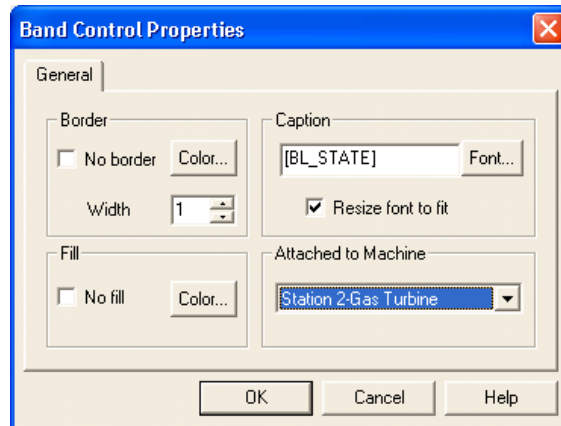 Band Control Properties
General
Border
No border Color...
Width 1
Caption
[BL_STATE] Font...
Resize font to fit
Fill
No fill Color...
Attached to Machine
Station 2-Gas Turbine
OK Cancel Help